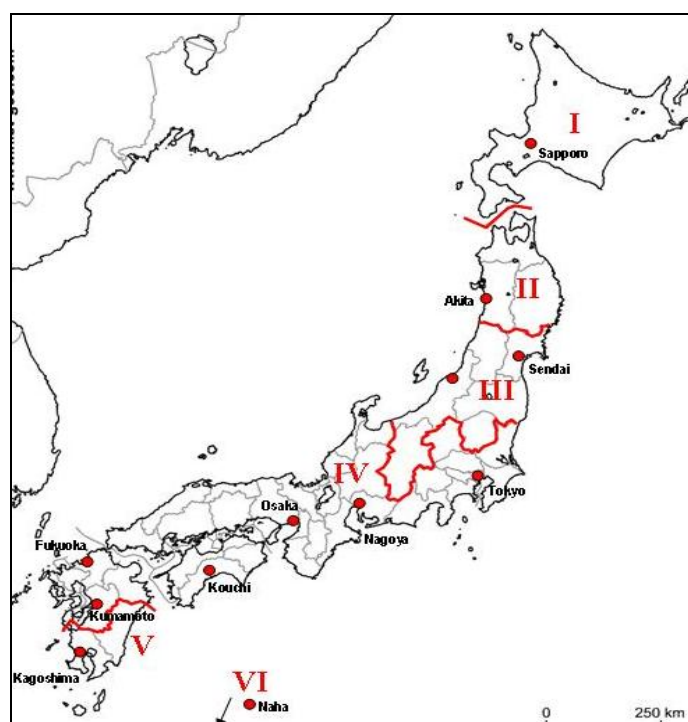 I
Sapporo
II
Akita
Sendai
III
IV
Tokyo
Osaka
Nagoya
Fukuoka
Kouchi
Kumamoto
V
Kagoshima
VI
Naha
0 250 km